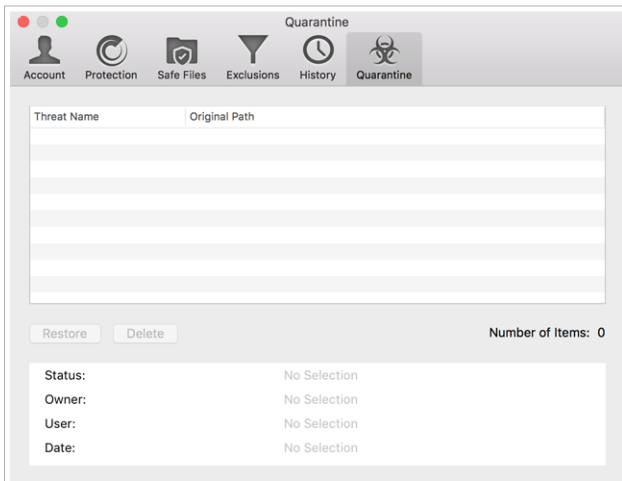 Quarantine
Account Protection Safe Files Exclusions History Quarantine
Threat Name Original Path
Restore Delete Number of Items: 0
Status: No Selection
Owner: No Selection
User: No Selection
Date: No Selection